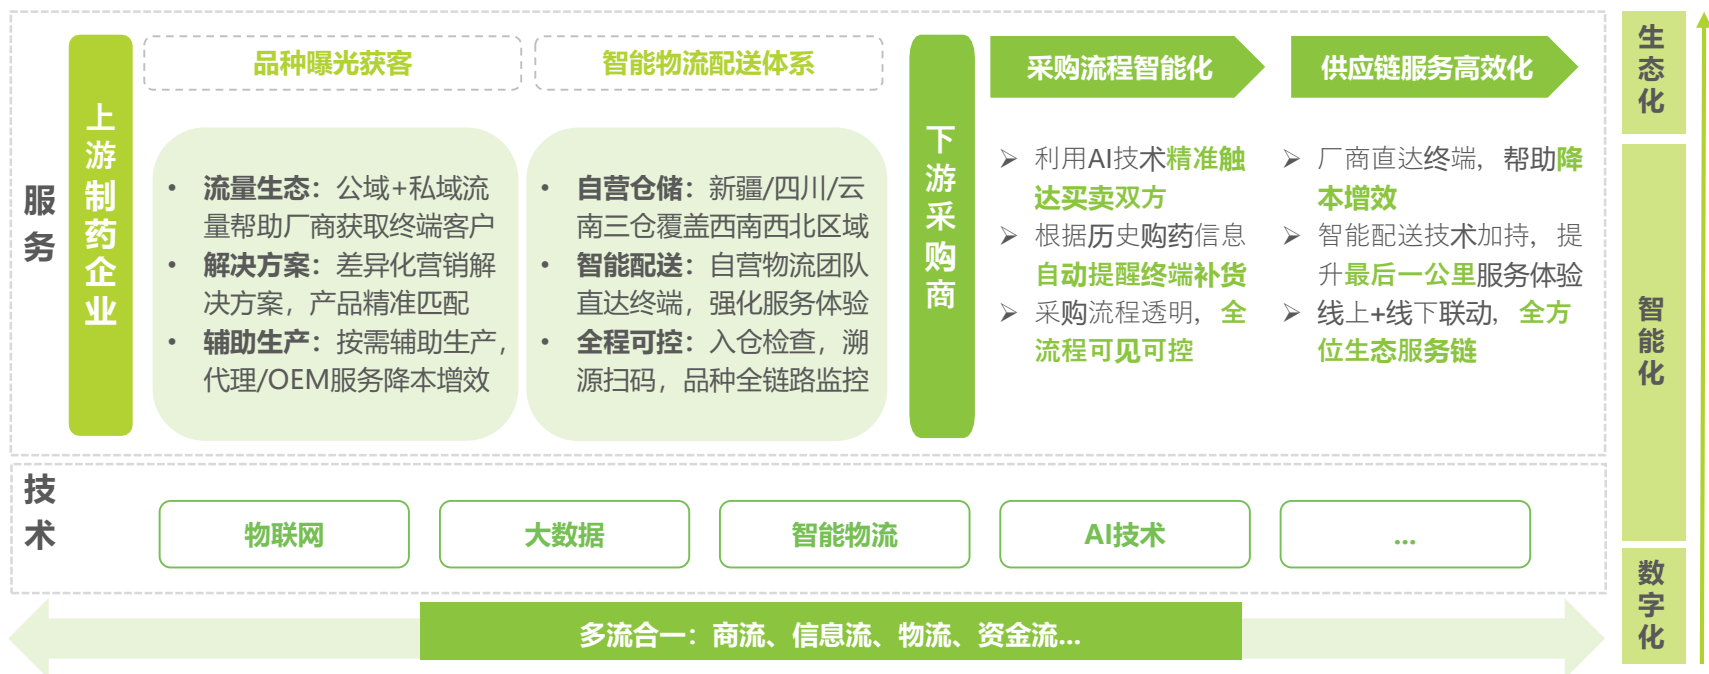 服务
上游制药企业
品种曝光获客
• 流量生态：公域+私域流
量帮助厂商获取终端客户
• 解决方案：差异化营销解
决方案，产品精准匹配
• 辅助生产：按需辅助生产，
代理/OEM服务降本增效
智能物流配送体系
• 自营仓储：新疆/四川/云
南三仓覆盖西南西北区域
• 智能配送：自营物流团队
直达终端，强化服务体验
• 全程可控：入仓检查，溯
源扫码，品种全链路监控
下游采购商
采购流程智能化
➢ 利用AI技术精准触
达买卖双方
➢ 根据历史购药信息
自动提醒终端补货
➢ 采购流程透明，全
流程可见可控
供应链服务高效化
➢ 厂商直达终端，帮助降
本增效
➢ 智能配送技术加持，提
升最后一公里服务体验
➢ 线上+线下联动，全方
位生态服务链
技术
物联网
大数据
智能物流
AI技术
...
多流合一：商流、信息流、物流、资金流...
生态化
智能化
数字化